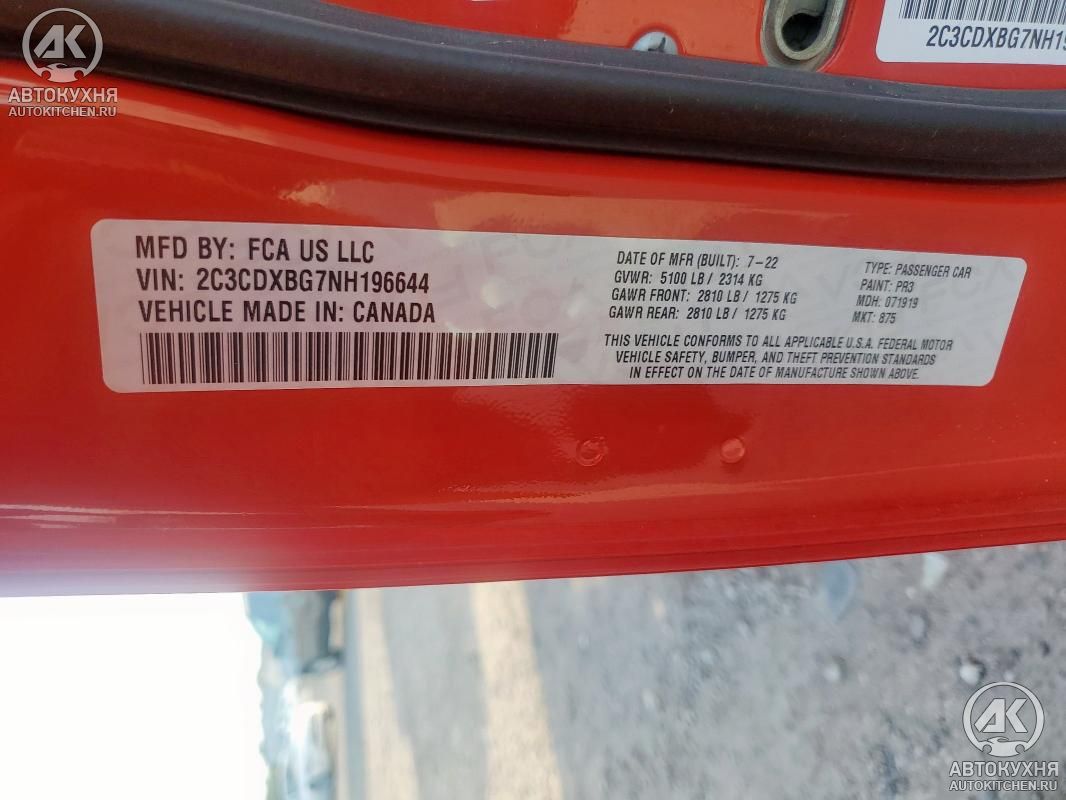 AK
АВТОКУХНЯ
AUTOKITCHEN.RU
2C3CDXBG7NH19
MFD BY: FCA US LLC
VIN: 2C3CDXBG7NH196644
VEHICLE MADE IN: CANADA
DATE OF MFR (BUILT): 7-22
GVWR: 5100 LB / 2314 KG
GAWR FRONT: 2810 LB / 1275 KG
GAWR REAR: 2810 LB / 1275 KG
TYPE: PASSENGER CAR
PAINT: PR3
MDH: 071919
MKT: 875
THIS VEHICLE CONFORMS TO ALL APPLICABLE U.S.A. FEDERAL MOTOR
VEHICLE SAFETY, BUMPER, AND THEFT PREVENTION STANDARDS
IN EFFECT ON THE DATE OF MANUFACTURE SHOWN ABOVE.
AK
АВТОКУХНЯ
AUTOKITCHEN.RU